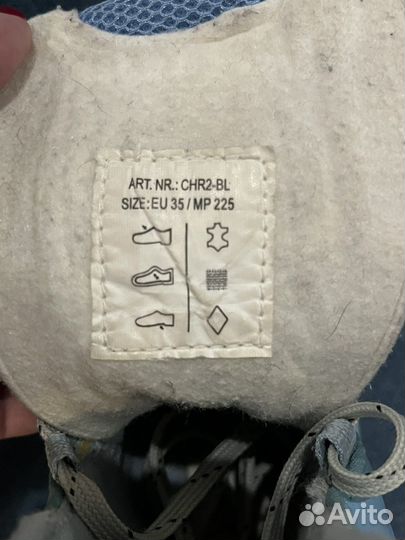 ART. NR.: CHR2-BL
SIZE: EU 35 / MP 225
Avito